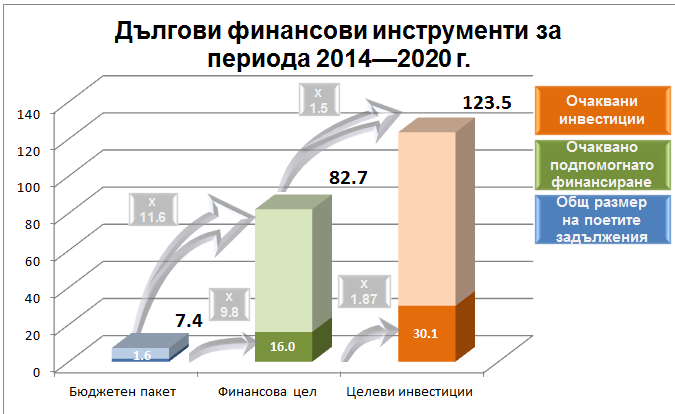 Дългови финансови инструменти за
периода 2014—2020 г.
140
120
100
80
60
40
20
0
X
11.6
X
1.5
X
9.8
X
1.87
7.4
1.6
82.7
16.0
123.5
30.1
Бюджетен пакет
Финансова цел
Целеви инвестиции
Очаквани
инвестиции
Очаквано
подпомогнато
финансиране
Общ размер
на поетите
задължения